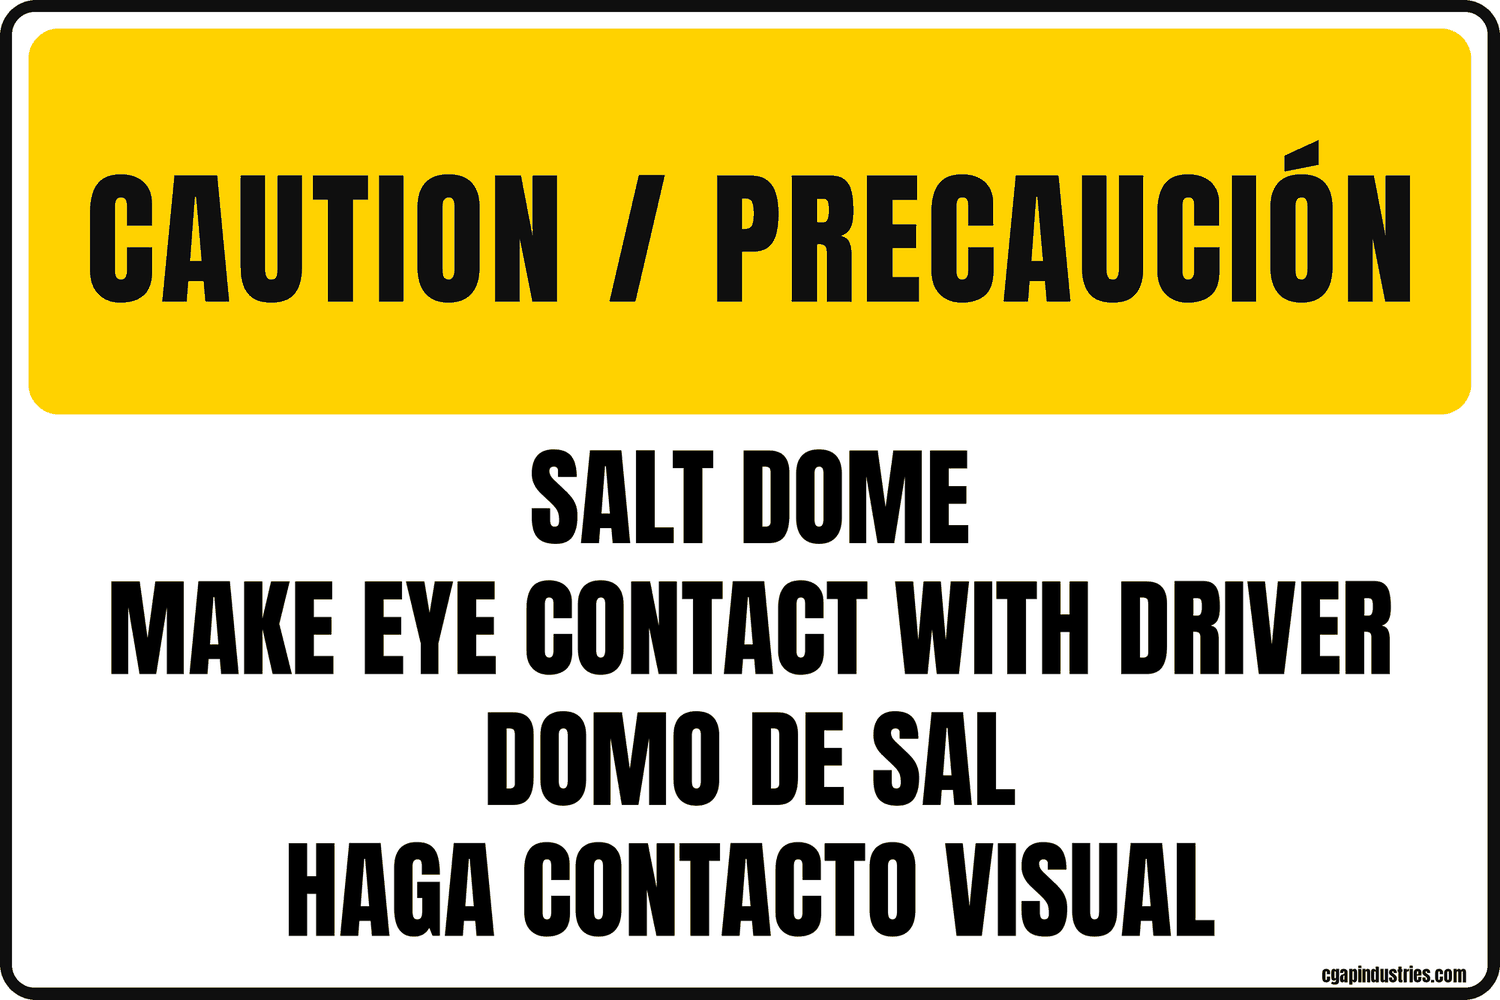 CAUTION / PRECAUCIÓN
SALT DOME
MAKE EYE CONTACT WITH DRIVER
DOMO DE SAL
HAGA CONTACTO VISUAL
cgapindustries.com